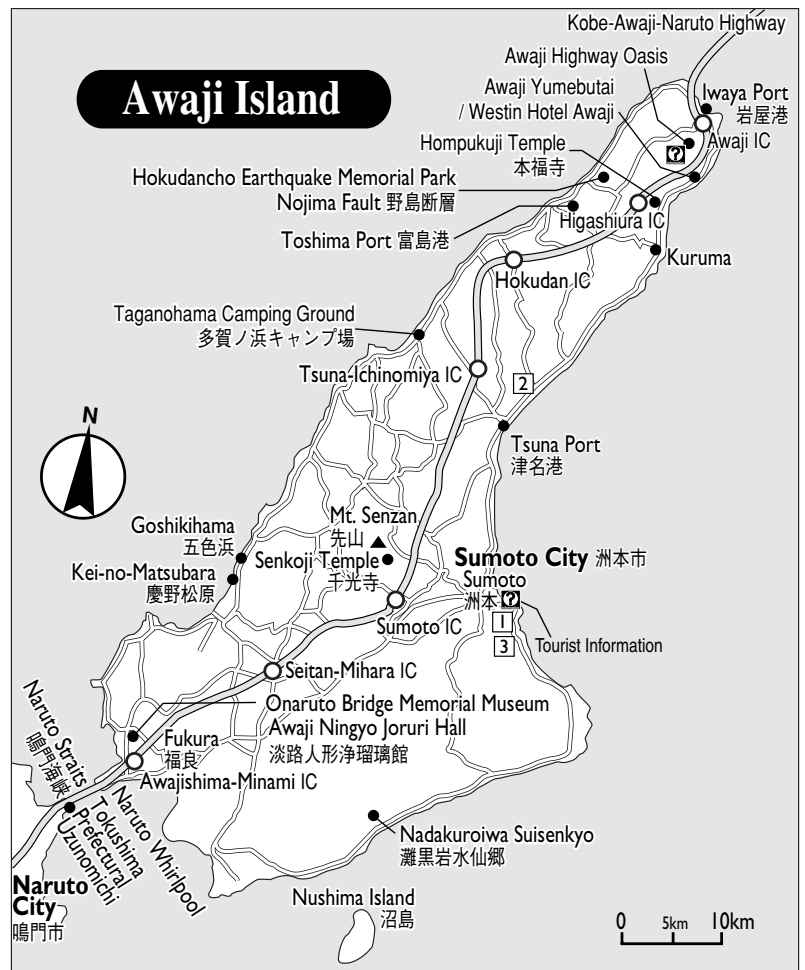 Kobe-Awaji-Naruto Highway
Awaji Island
Awaji Highway Oasis
Awaji Yumebutai
/ Westin Hotel Awaji
Iwaya Port
岩屋港
Awaji IC
?
Hompukuji Temple
本福寺
Hokudancho Earthquake Memorial Park
Nojima Fault 野島断層
Higashiura IC
Toshima Port 富島港
Kuruma
Hokudan IC
Taganohama Camping Ground
多賀ノ浜キャンプ場
Tsuna-Ichinomiya IC
2
Tsuna Port
津名港
N
Mt. Senzan
先山
Goshikihama
五色浜
Senkoji Temple
千光寺
Kei-no-Matsubara
慶野松原
Sumoto City 洲本市
Sumoto
洲本
?
1
3
Tourist Information
Sumoto IC
Seitan-Mihara IC
Onaruto Bridge Memorial Museum
Awaji Ningyo Joruri Hall
淡路人形浄瑠璃館
Fukura
福良
Awajishima-Minami IC
Naruto Straits
鳴門海峡
Naruto Whirlpool
Tokushima
Prefectural
Uzunomichi
Nadakuroiwa Suisenkyo
灘黒岩水仙郷
Naruto
City
鳴門市
Nushima Island
沼島
0 5km 10km